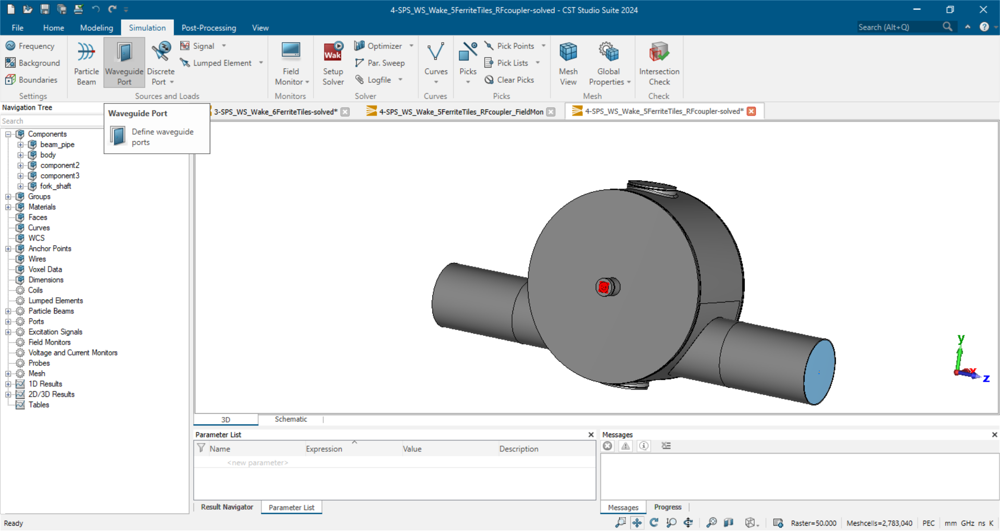 4-SPS_WS_Wake_5FerriteTiles_RFcoupler-solved - CST Studio Suite 2024
File Home Modeling Simulation Post-Processing View Search (Alt+Q)
Frequency
Background
Boundaries
Settings
Particle Beam
Waveguide Port
Discrete Port
Signal
Lumped Element
Sources and Loads
Field Monitor
Monitors
Wak
Setup Solver
Optimizer
Par. Sweep
Logfile
Solver
Curves
Curves
Picks
Pick Points
Pick Lists
Clear Picks
Picks
Mesh View
Global Properties
Mesh
Intersection Check
Check
Navigation Tree
Search
Waveguide Port
Define waveguide
ports
3-SPS_WS_Wake_6FerriteTiles-solved*
4-SPS_WS_Wake_5FerriteTiles_RFcoupler_FieldMon
4-SPS_WS_Wake_5FerriteTiles_RFcoupler-solved*
Components
beam_pipe
body
component2
component3
fork_shaft
Groups
Materials
Faces
Curves
WCS
Anchor Points
Wires
Voxel Data
Dimensions
Coils
Lumped Elements
Particle Beams
Ports
Excitation Signals
Field Monitors
Voltage and Current Monitors
Probes
Mesh
1D Results
2D/3D Results
Tables
y
x
z
3D Schematic
Parameter List
Name Expression Value Description
<new parameter>
Result Navigator Parameter List
Messages
Messages Progress
Ready
Raster=50.000 Meshcells=2,783,040 PEC mm GHz ns K